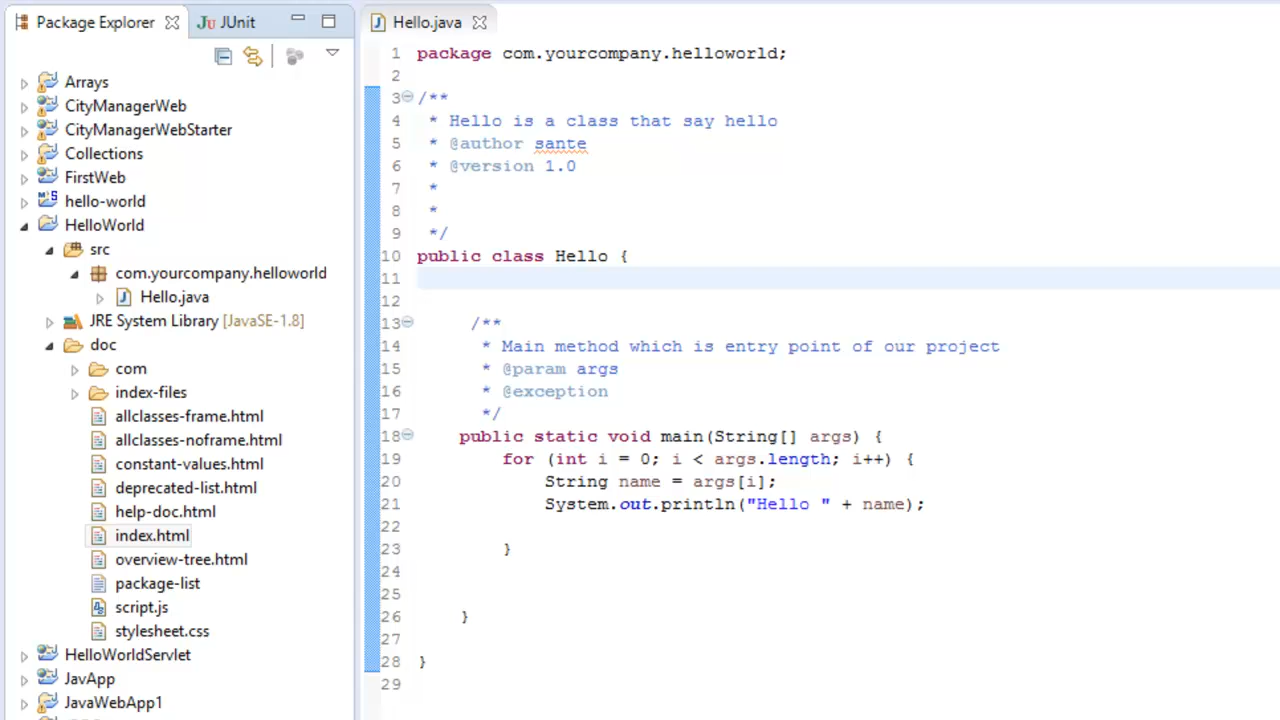 Package Explorer
JUnit
Arrays
CityManagerWeb
CityManagerWebStarter
Collections
FirstWeb
hello-world
HelloWorld
src
com.yourcompany.helloworld
Hello.java
JRE System Library [JavaSE-1.8]
doc
com
index-files
allclasses-frame.html
allclasses-noframe.html
constant-values.html
deprecated-list.html
help-doc.html
index.html
overview-tree.html
package-list
script.js
stylesheet.css
HelloWorldServlet
JavApp
JavaWebApp1
Hello.java
1 package com.yourcompany.helloworld;
2
3 /**
4 * Hello is a class that say hello
5 * @author sante
6 * @version 1.0
7 *
8 *
9 */
10 public class Hello {
11
12
13 /**
14 * Main method which is entry point of our project
15 * @param args
16 * @exception
17 */
18 public static void main(String[] args) {
19 for (int i = 0; i < args.length; i++) {
20 String name = args[i];
21 System.out.println("Hello " + name);
22
23 }
24
25
26 }
27
28 }
29